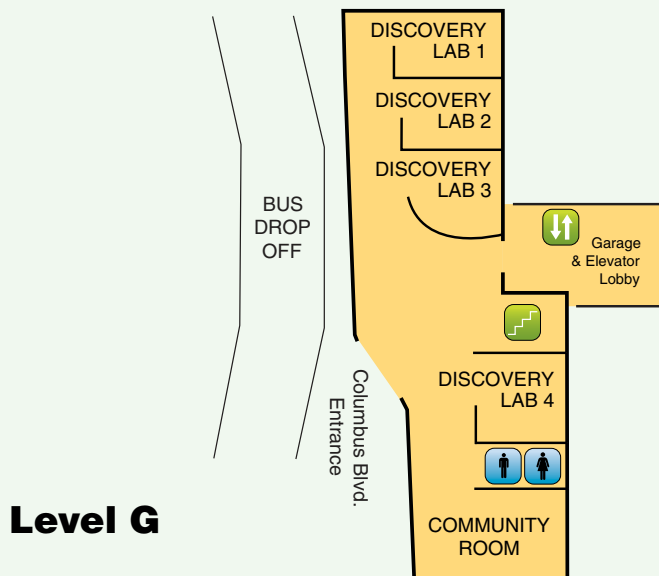 DISCOVERY
LAB 1
DISCOVERY
LAB 2
DISCOVERY
LAB 3
BUS
DROP
OFF
Garage
& Elevator
Lobby
Columbus Blvd.
Entrance
DISCOVERY
LAB 4
COMMUNITY
ROOM
Level G